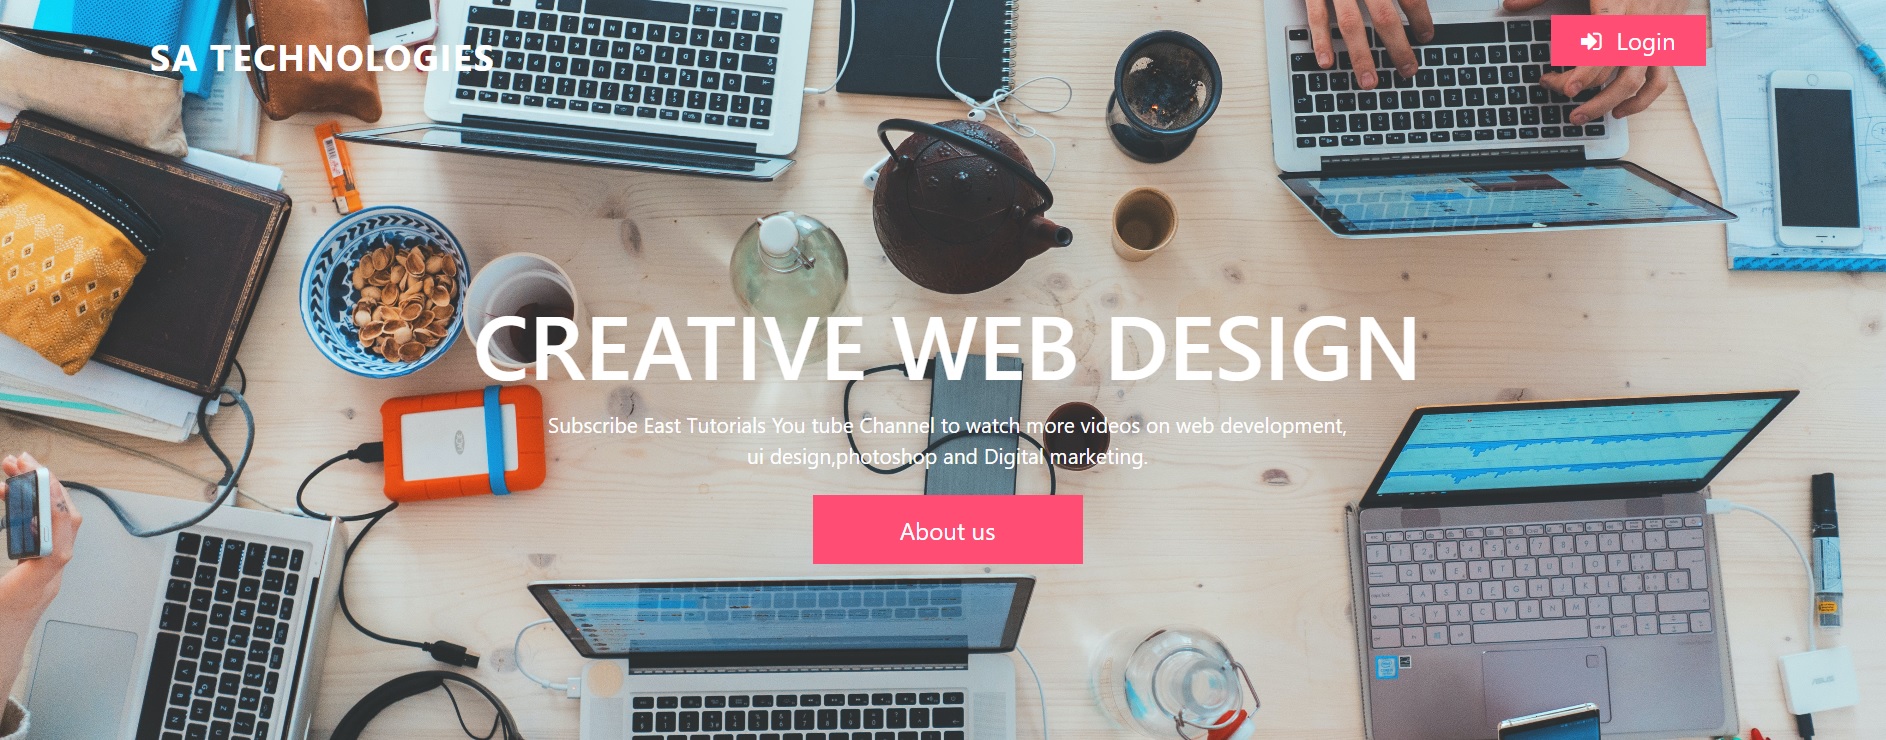 SA TECHNOLOGIES
Login
CREATIVE WEB DESIGN
Subscribe East Tutorials You tube Channel to watch more videos on web development,
ui design,photoshop and Digital marketing.
About us
ASUS